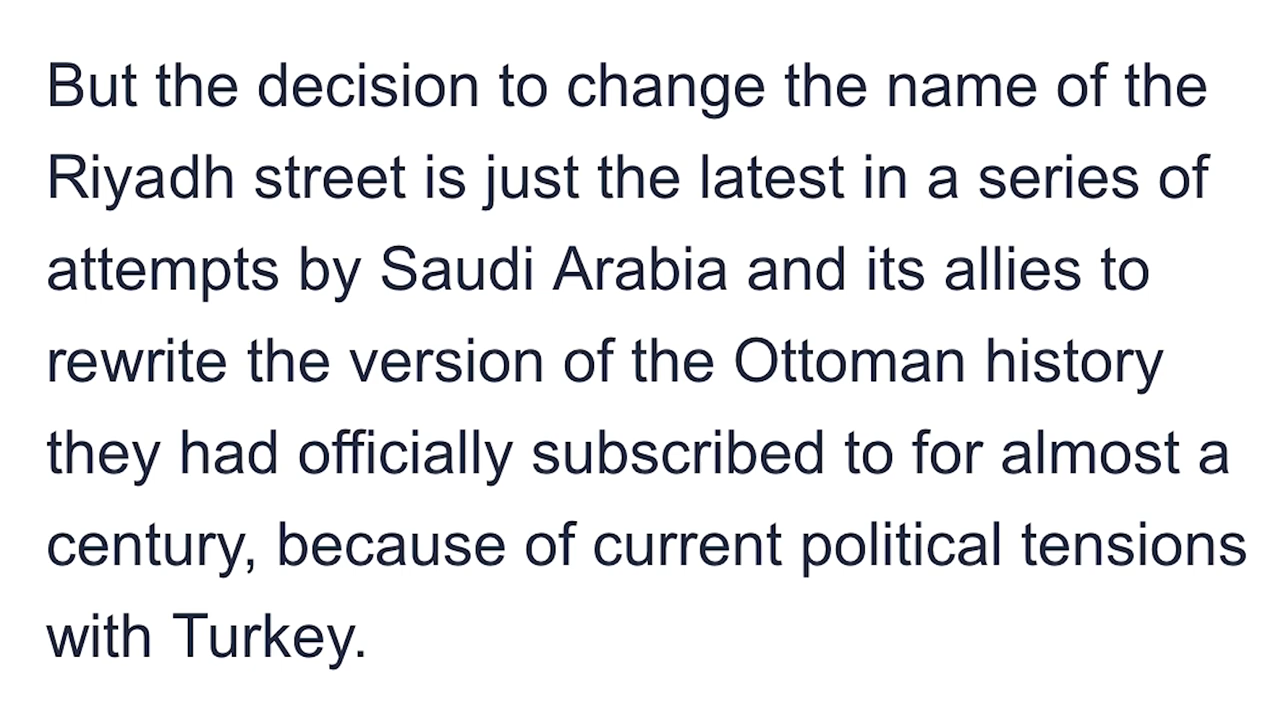 But the decision to change the name of the
Riyadh street is just the latest in a series of
attempts by Saudi Arabia and its allies to
rewrite the version of the Ottoman history
they had officially subscribed to for almost a
century, because of current political tensions
with Turkey.